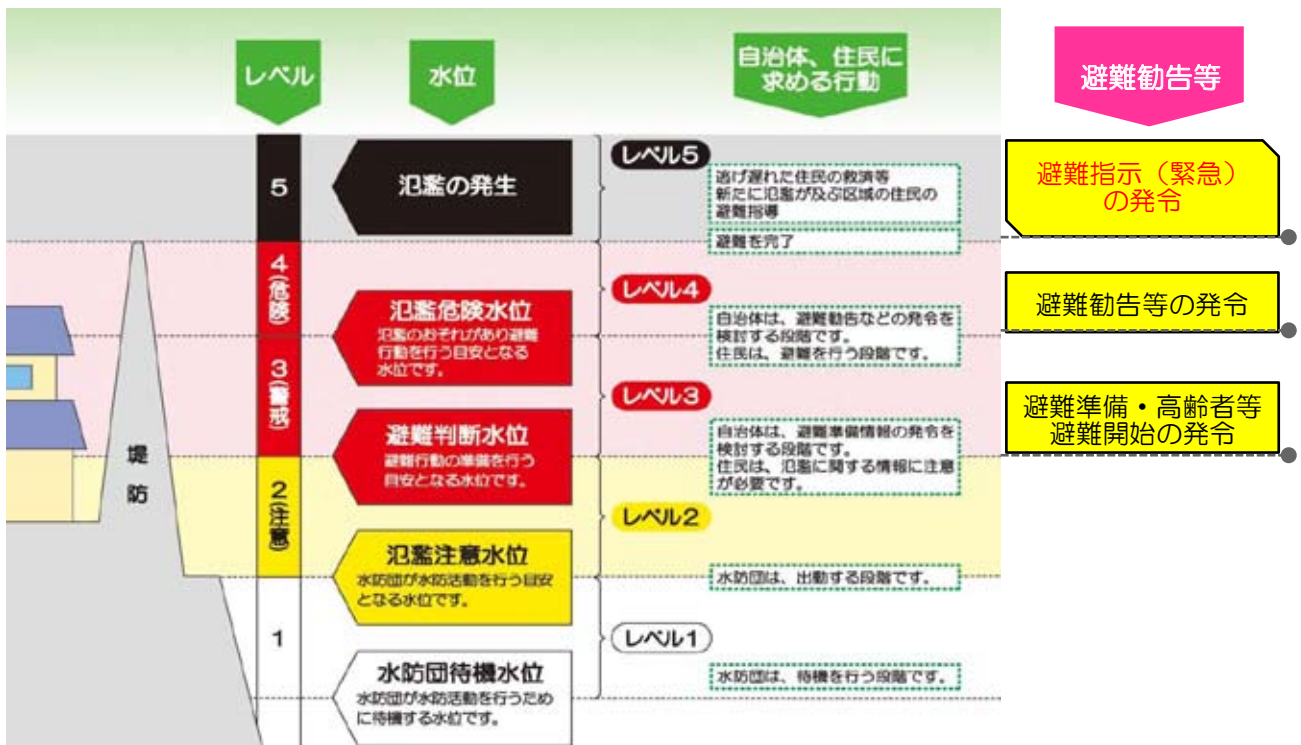 レベル
水位
自治体、住民に
求める行動
避難勧告等
5
氾濫の発生
レベル5
逃げ遅れた住民の救済等
新たに氾濫が及ぶ区域の住民の
避難指導
避難を完了
避難指示（緊急）
の発令
4(危険)
氾濫危険水位
氾濫のおそれがあり避難
行動を行う目安となる
水位です。
レベル4
自治体は、避難勧告などの発令を
検討する段階です。
住民は、避難を行う段階です。
避難勧告等の発令
3(警戒)
避難判断水位
避難行動の準備を行う
目安となる水位です。
レベル3
自治体は、避難準備情報の発令を
検討する段階です。
住民は、氾濫に関する情報に注意
が必要です。
避難準備・高齢者等
避難開始の発令
堤防
2(注意)
氾濫注意水位
水防団が水防活動を行う目安
となる水位です。
レベル2
水防団は、出動する段階です。
1
水防団待機水位
水防団が水防活動を行うため
に待機する水位です。
レベル1
水防団は、待機を行う段階です。